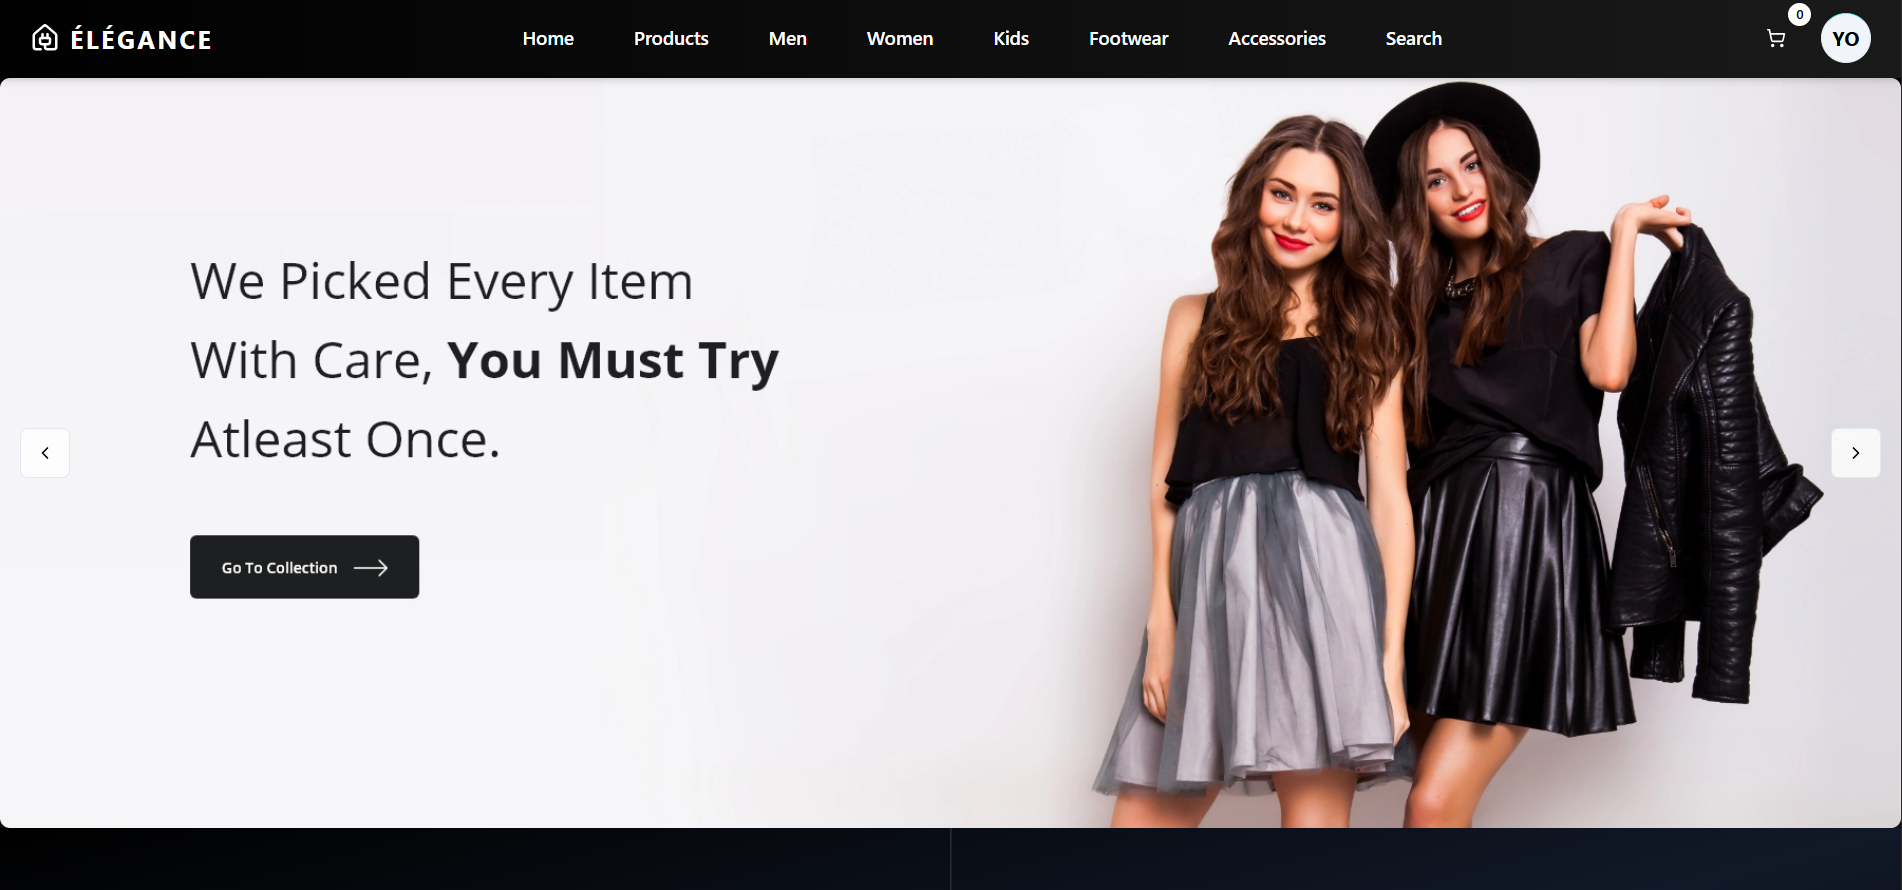 ÉLÉGANCE
Home
Products
Men
Women
Kids
Footwear
Accessories
Search
0
YO
We Picked Every Item
With Care, You Must Try
Atleast Once.
Go To Collection